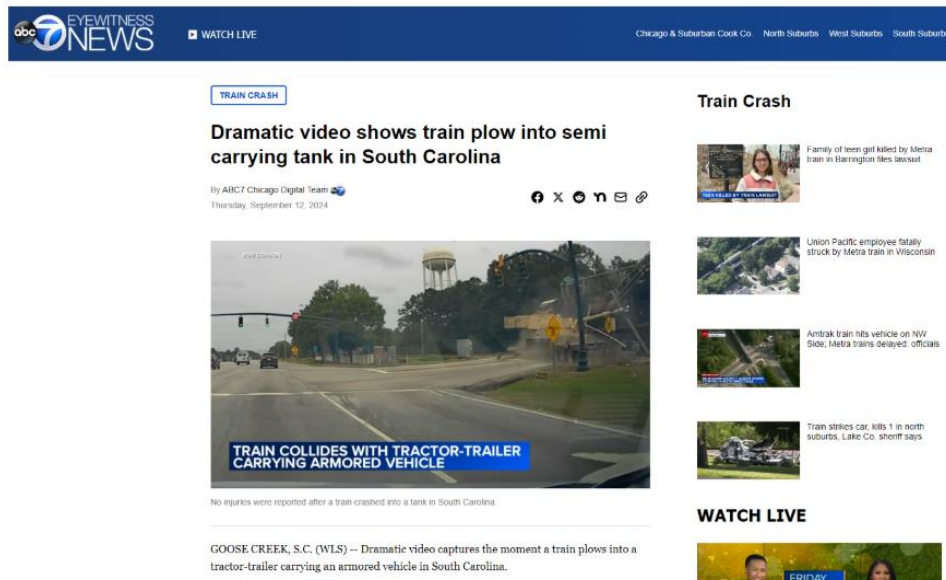 abc 7 EYEWITNESS
NEWS
WATCH LIVE
Chicago & Suburban Cook Co. North Suburbs West Suburbs South Suburb
TRAIN CRASH
Dramatic video shows train plow into semi
carrying tank in South Carolina
By ABC7 Chicago Digital Team
Thursday, September 12, 2024
TRAIN COLLIDES WITH TRACTOR-TRAILER
CARRYING ARMORED VEHICLE
No injuries were reported after a train crashed into a tank in South Carolina.
GOOSE CREEK, S.C. (WLS) -- Dramatic video captures the moment a train plows into a
tractor-trailer carrying an armored vehicle in South Carolina.
Train Crash
Family of teen girl killed by Metra
train in Barrington files lawsuit
TEEN KILLED BY TRAIN LAWSUIT
Union Pacific employee fatally
struck by Metra train in Wisconsin
Amtrak train hits vehicle on NW
Side; Metra trains delayed: officials
Train strikes car, kills 1 in north
suburbs, Lake Co. sheriff says
WATCH LIVE
FRIDAY